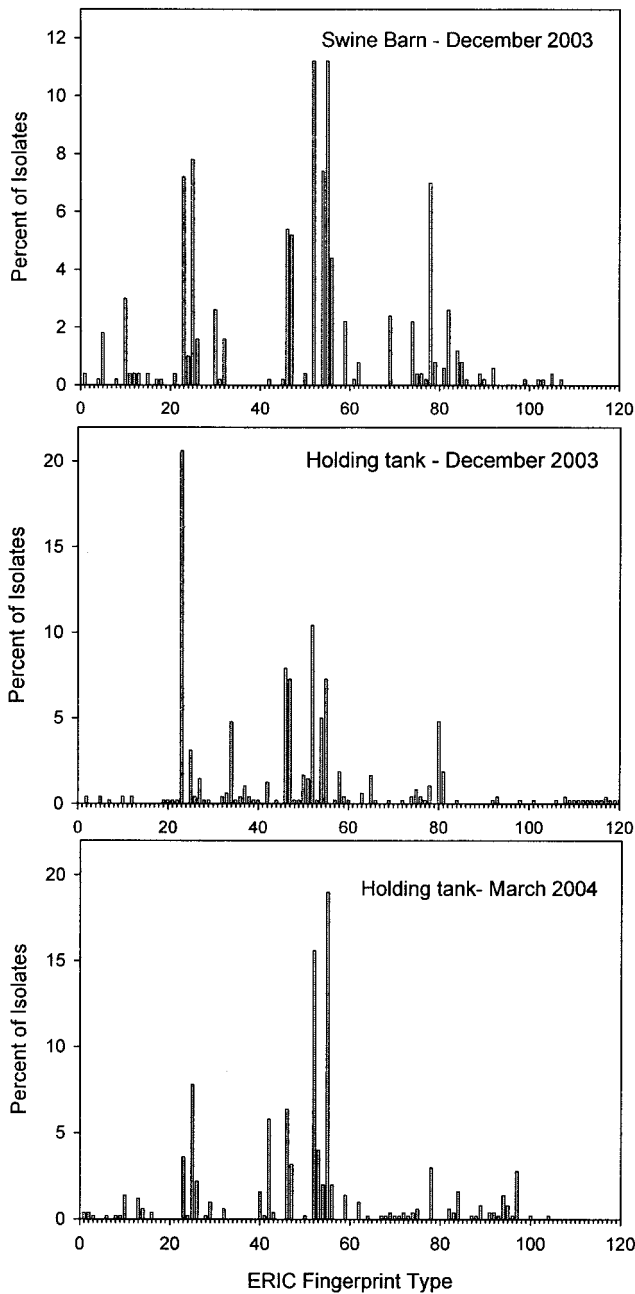 Swine Barn - December 2003
Percent of Isolates
12
10
8
6
4
2
0
0 20 40 60 80 100 120
Holding tank - December 2003
Percent of Isolates
20
15
10
5
0
0 20 40 60 80 100 120
Holding tank- March 2004
Percent of Isolates
20
15
10
5
0
0 20 40 60 80 100 120
ERIC Fingerprint Type